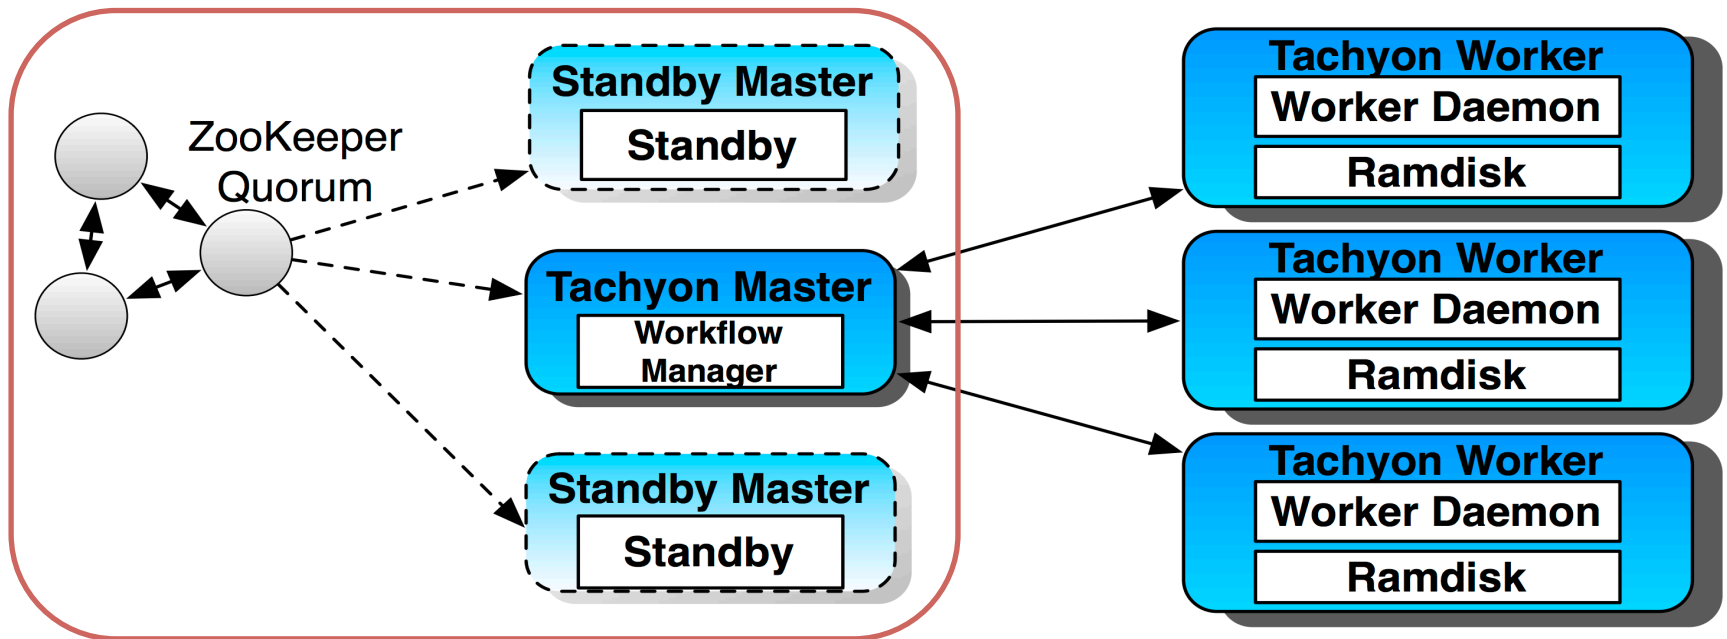 ZooKeeper
Quorum
Standby Master
Standby
Tachyon Master
Workflow
Manager
Standby Master
Standby
Tachyon Worker
Worker Daemon
Ramdisk
Tachyon Worker
Worker Daemon
Ramdisk
Tachyon Worker
Worker Daemon
Ramdisk